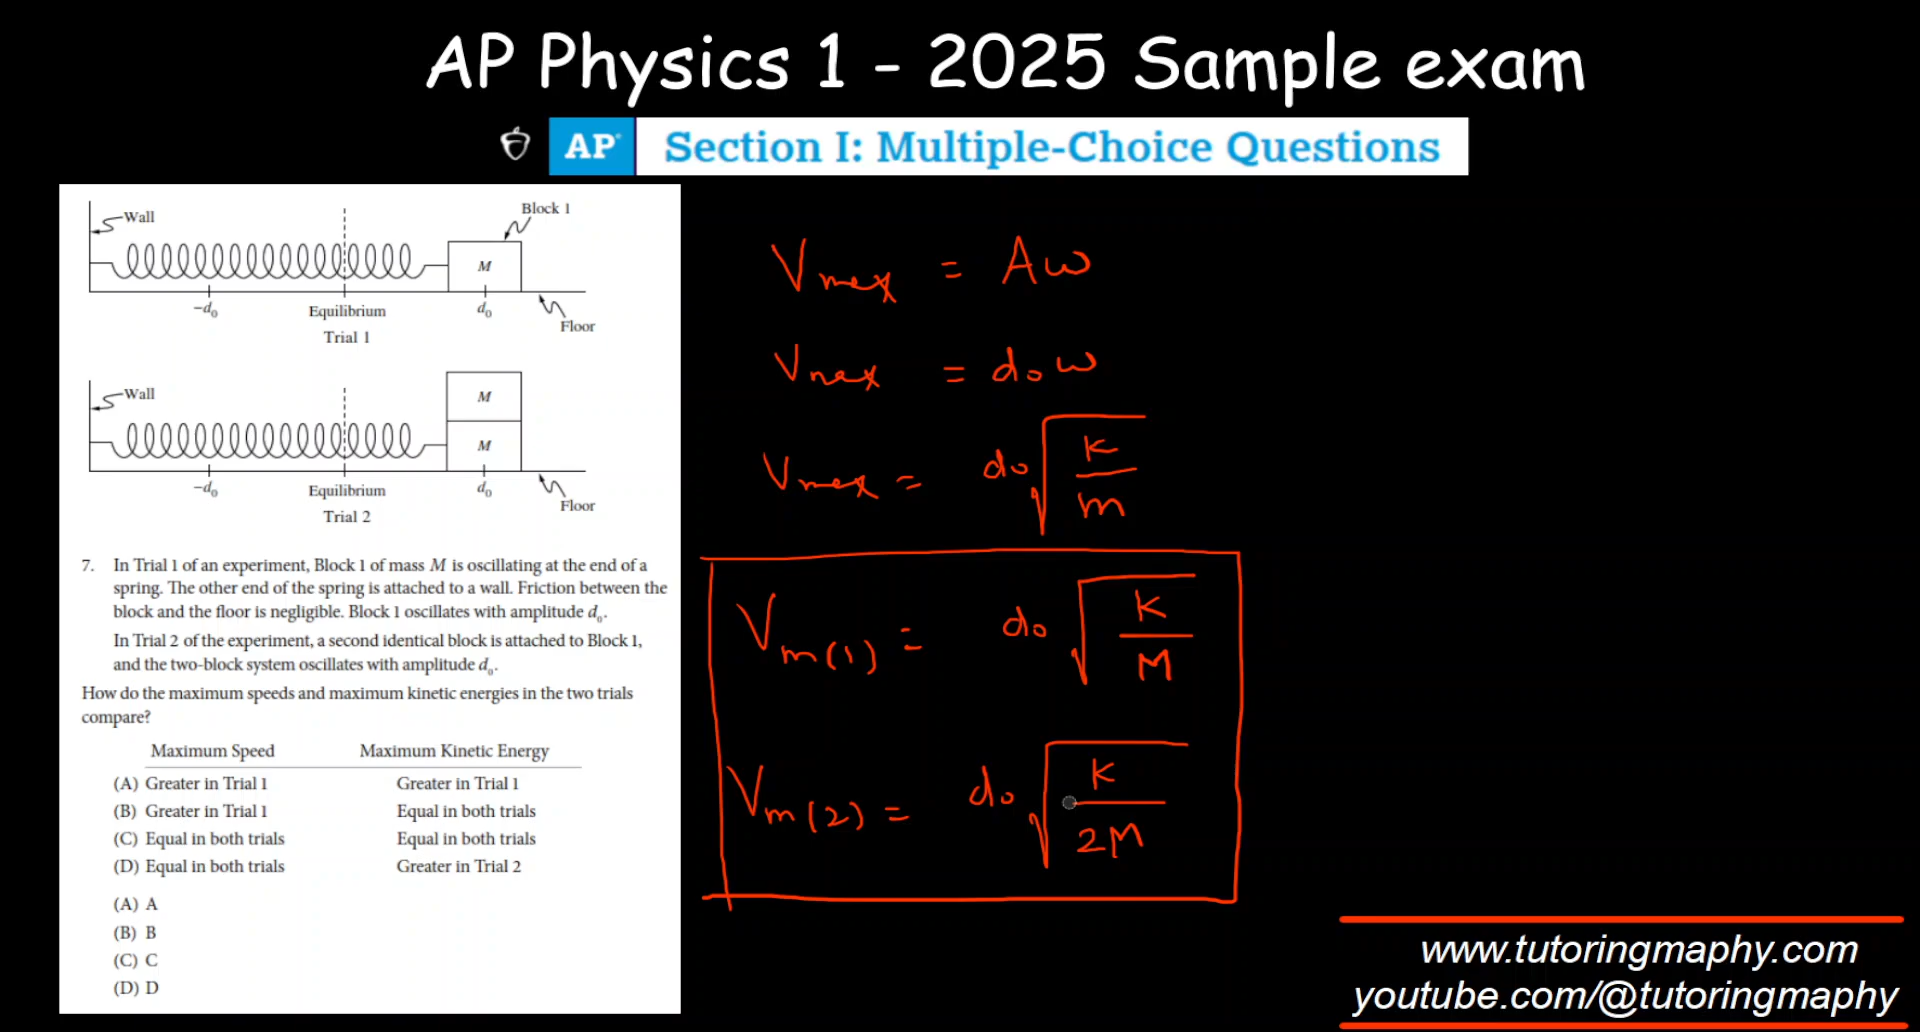 AP Physics 1 - 2025 Sample exam
AP Section I: Multiple-Choice Questions
Wall
Block 1
M
−d₀
Equilibrium
d₀
Floor
Trial 1
Wall
M
M
−d₀
Equilibrium
d₀
Floor
Trial 2
7. In Trial 1 of an experiment, Block 1 of mass M is oscillating at the end of a
spring. The other end of the spring is attached to a wall. Friction between the
block and the floor is negligible. Block 1 oscillates with amplitude d₀.
In Trial 2 of the experiment, a second identical block is attached to Block 1,
and the two-block system oscillates with amplitude d₀.
How do the maximum speeds and maximum kinetic energies in the two trials
compare?
Maximum Speed Maximum Kinetic Energy
(A) Greater in Trial 1 Greater in Trial 1
(B) Greater in Trial 1 Equal in both trials
(C) Equal in both trials Equal in both trials
(D) Equal in both trials Greater in Trial 2
(A) A
(B) B
(C) C
(D) D
Vmax = Aω
Vmax = d₀ω
Vmax = d₀√(K/m)
Vm(1) = d₀√(K/M)
Vm(2) = d₀√(K/2M)
www.tutoringmaphy.com
youtube.com/@tutoringmaphy